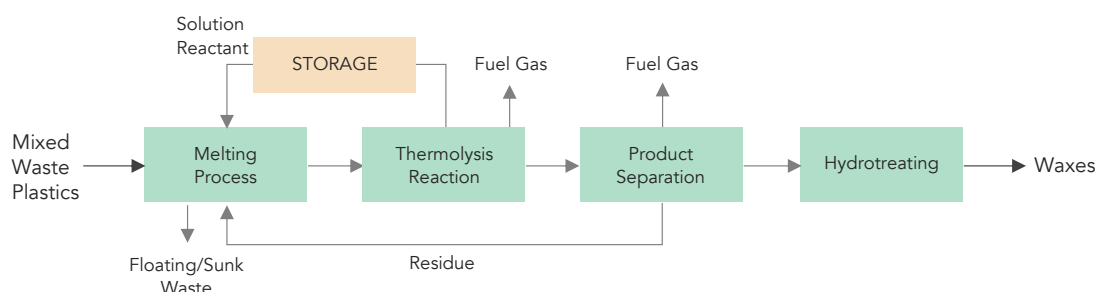 Solution
Reactant
STORAGE
Fuel Gas
Fuel Gas
Mixed
Waste
Plastics
Melting
Process
Thermolysis
Reaction
Product
Separation
Hydrotreating
Waxes
Floating/Sunk
Waste
Residue